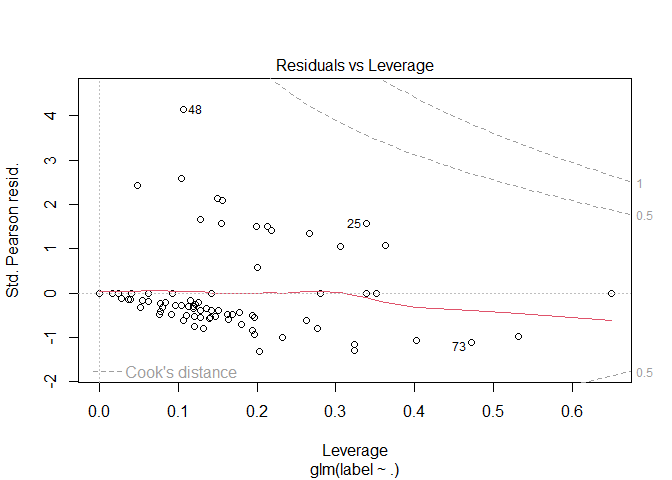 Residuals vs Leverage
Std. Pearson resid.
4
3
2
1
0
-1
-2
48
25
73
1
0.5
0.5
Cook's distance
0.0 0.1 0.2 0.3 0.4 0.5 0.6
Leverage
glm(label ~ .)